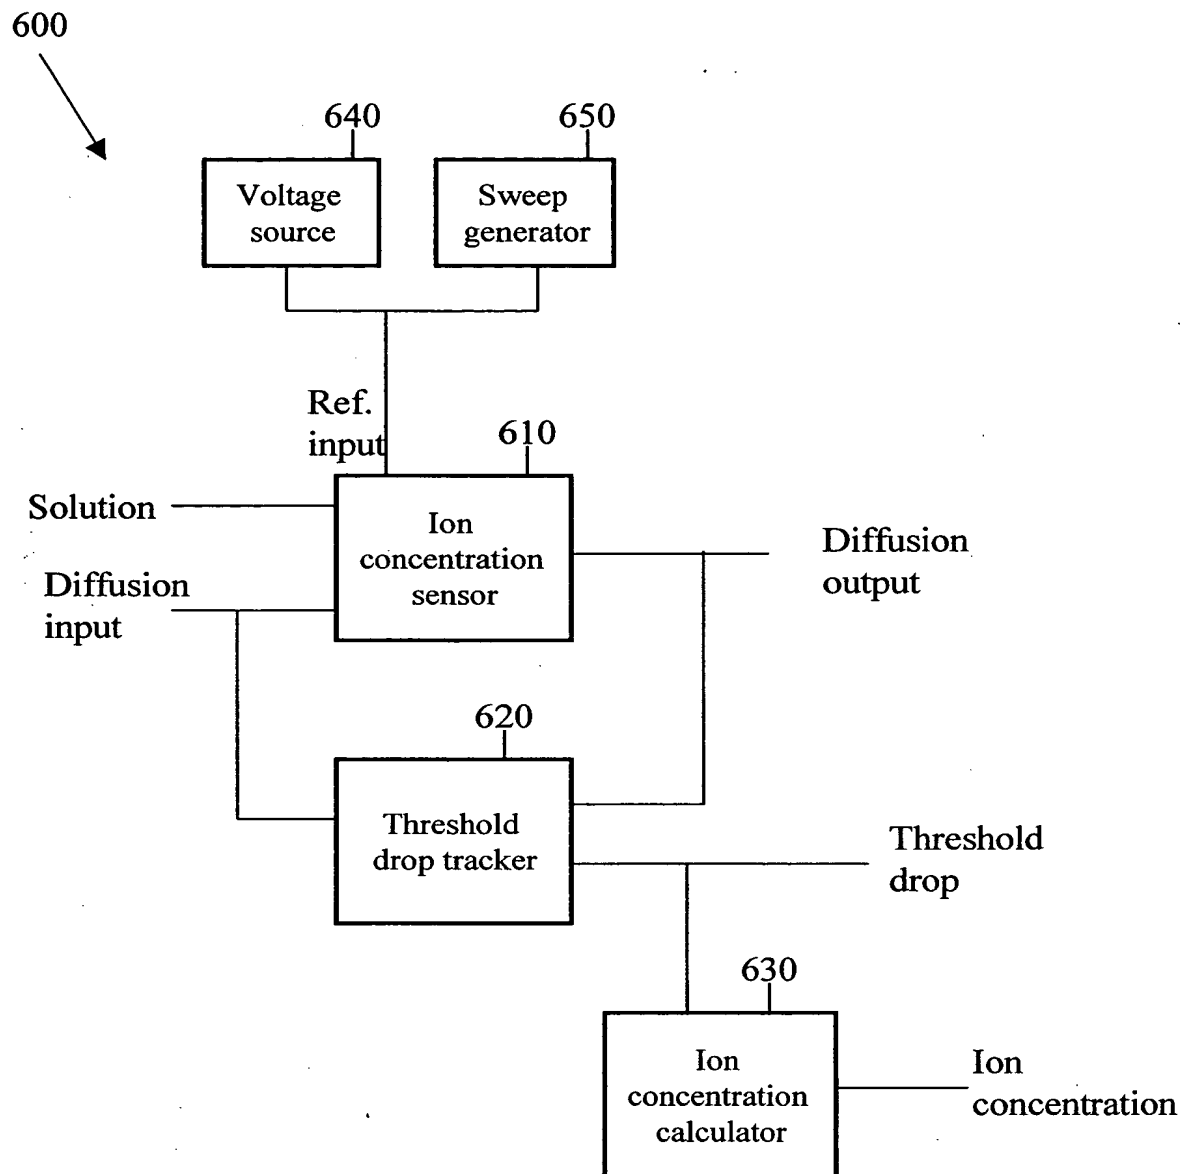 600
640
650
Voltage
source
Sweep
generator
Ref.
input
610
Solution
Ion
concentration
sensor
Diffusion
output
Diffusion
input
620
Threshold
drop tracker
Threshold
drop
630
Ion
concentration
calculator
Ion
concentration